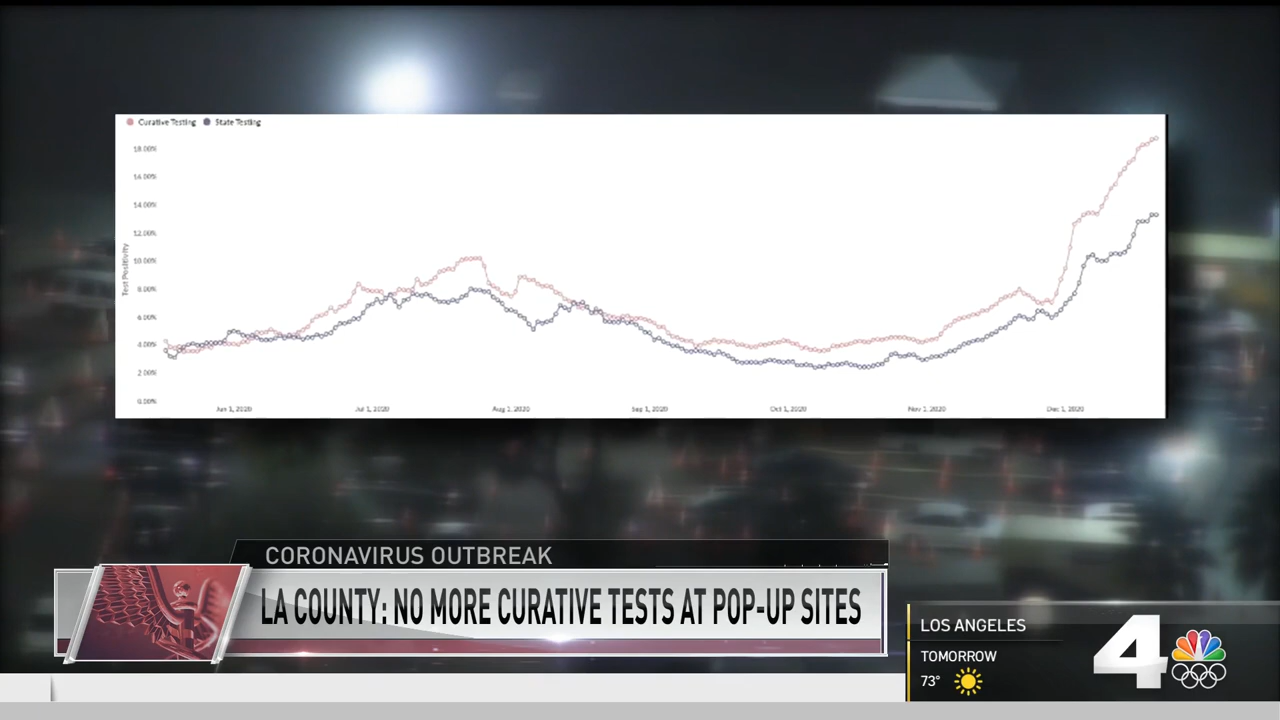 Curative Testing State Testing
18.00%
16.00%
14.00%
12.00%
10.00%
8.00%
6.00%
4.00%
2.00%
0.00%
Test Positivity
Jun 1, 2020 Jul 1, 2020 Aug 1, 2020 Sep 1, 2020 Oct 1, 2020 Nov 1, 2020 Dec 1, 2020
CORONAVIRUS OUTBREAK
LA COUNTY: NO MORE CURATIVE TESTS AT POP-UP SITES
LOS ANGELES
TOMORROW
73°
4